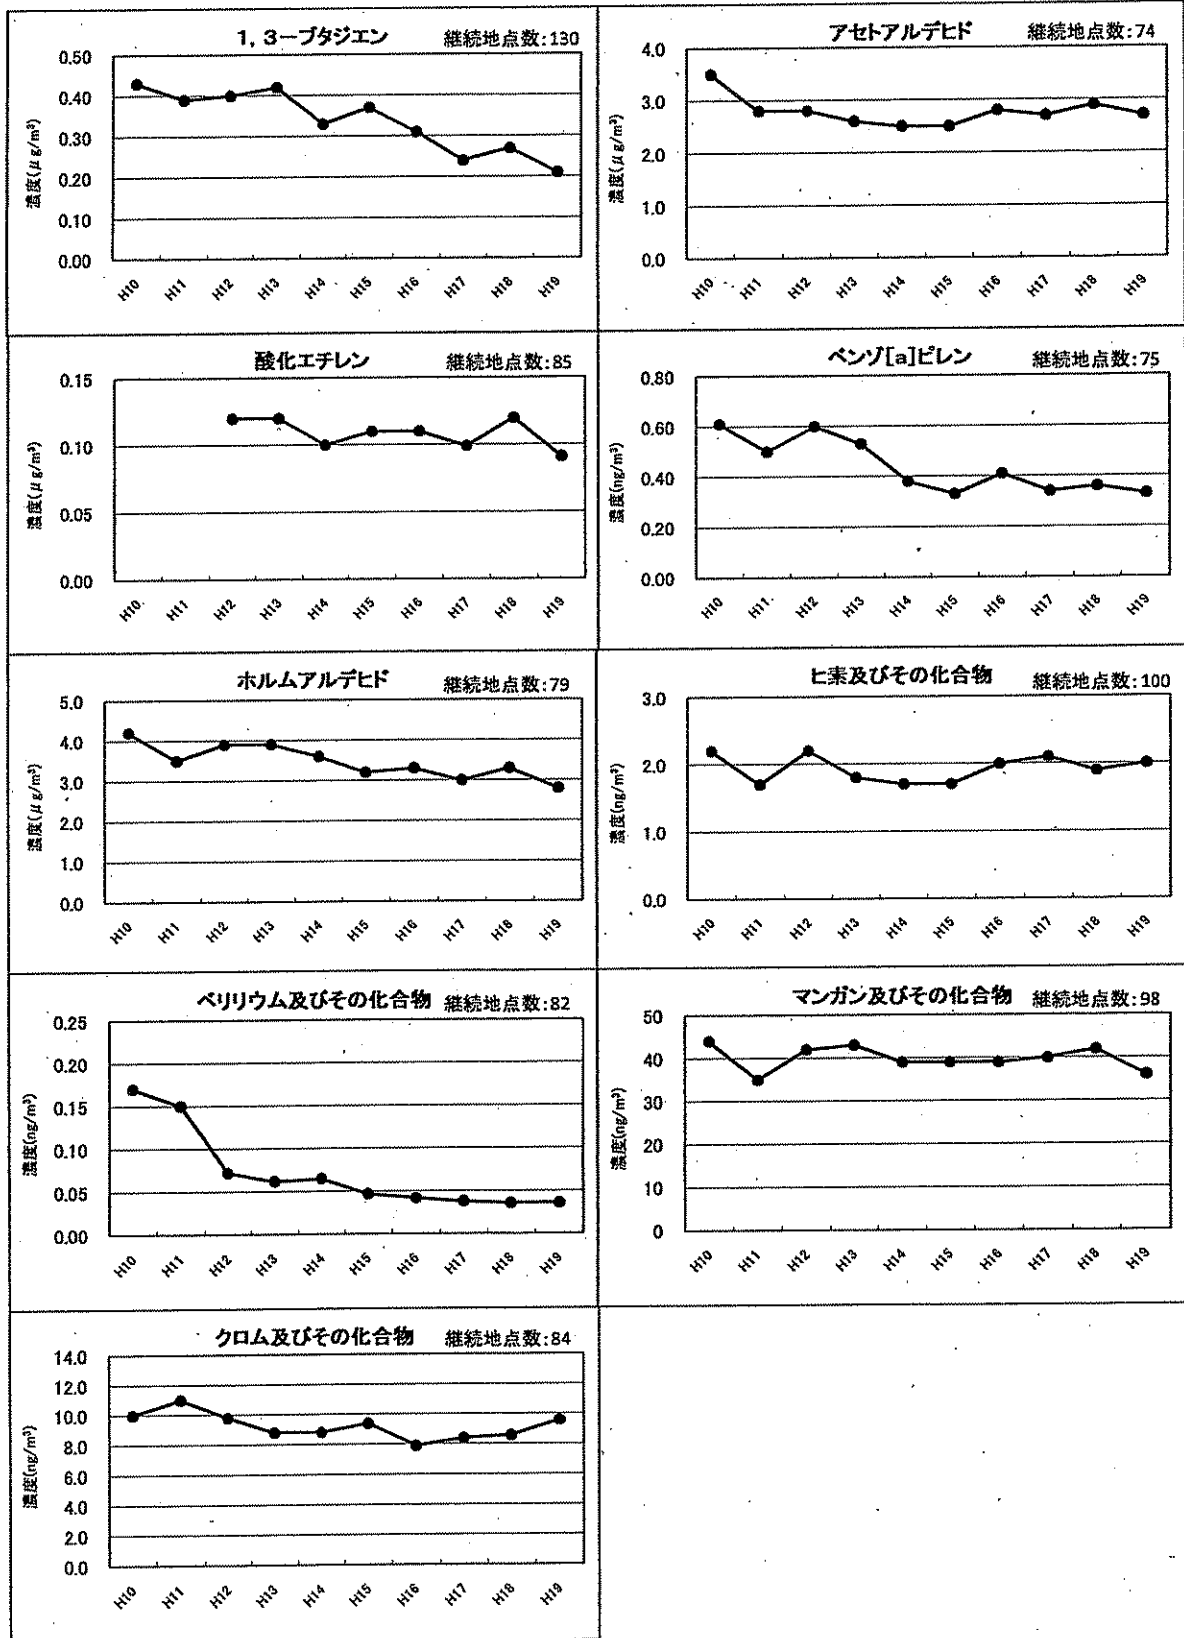 1, 3ーブタジエン 継続地点数:130
濃度(μg/m³)
0.50
0.40
0.30
0.20
0.10
0.00
H10 H11 H12 H13 H14 H15 H16 H17 H18 H19
アセトアルデヒド 継続地点数:74
濃度(μg/m³)
4.0
3.0
2.0
1.0
0.0
H10 H11 H12 H13 H14 H15 H16 H17 H18 H19
酸化エチレン 継続地点数:85
濃度(μg/m³)
0.15
0.10
0.05
0.00
H10 H11 H12 H13 H14 H15 H16 H17 H18 H19
ベンゾ[a]ピレン 継続地点数:75
濃度(ng/m³)
0.80
0.60
0.40
0.20
0.00
H10 H11 H12 H13 H14 H15 H16 H17 H18 H19
ホルムアルデヒド 継続地点数:79
濃度(μg/m³)
5.0
4.0
3.0
2.0
1.0
0.0
H10 H11 H12 H13 H14 H15 H16 H17 H18 H19
ヒ素及びその化合物 継続地点数:100
濃度(ng/m³)
3.0
2.0
1.0
0.0
H10 H11 H12 H13 H14 H15 H16 H17 H18 H19
ベリリウム及びその化合物 継続地点数:82
濃度(ng/m³)
0.25
0.20
0.15
0.10
0.05
0.00
H10 H11 H12 H13 H14 H15 H16 H17 H18 H19
マンガン及びその化合物 継続地点数:98
濃度(ng/m³)
50
40
30
20
10
0
H10 H11 H12 H13 H14 H15 H16 H17 H18 H19
クロム及びその化合物 継続地点数:84
濃度(ng/m³)
14.0
12.0
10.0
8.0
6.0
4.0
2.0
0.0
H10 H11 H12 H13 H14 H15 H16 H17 H18 H19